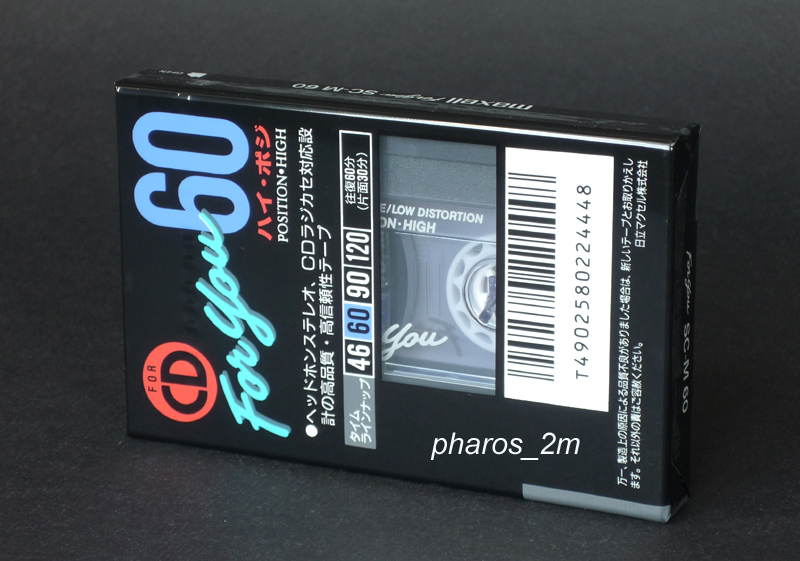 OPEN
maxell For You SC-M 60
60
ハイ・ポジ
POSITION・HIGH
For You
FOR
CD
●ヘッドホンステレオ、CDラジカセ対応設
計の高品質・高信頼性テープ
タイム
ラインナップ
46 60 90 120
往復60分
(片面30分)
E/LOW DISTORTION
ON・HIGH
You
T4902580224448
万一、製造上の原因による品質不良がありました場合は、新しいテープとお取りかえし
ます。それ以外の責はご容赦ください。
日立マクセル株式会社
For You SC-M 60
pharos_2m